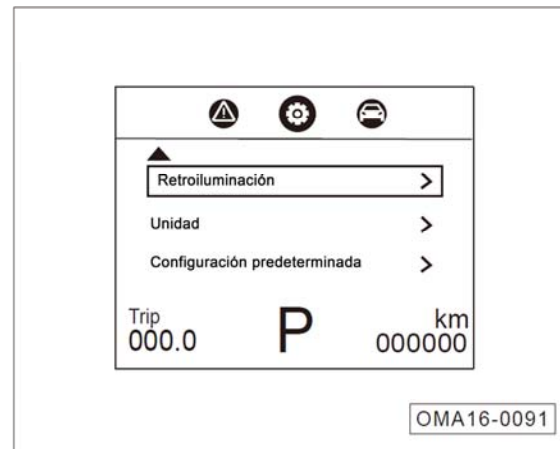 Retroiluminación
Unidad
Configuración predeterminada
Trip
000.0
P
km
000000
OMA16-0091